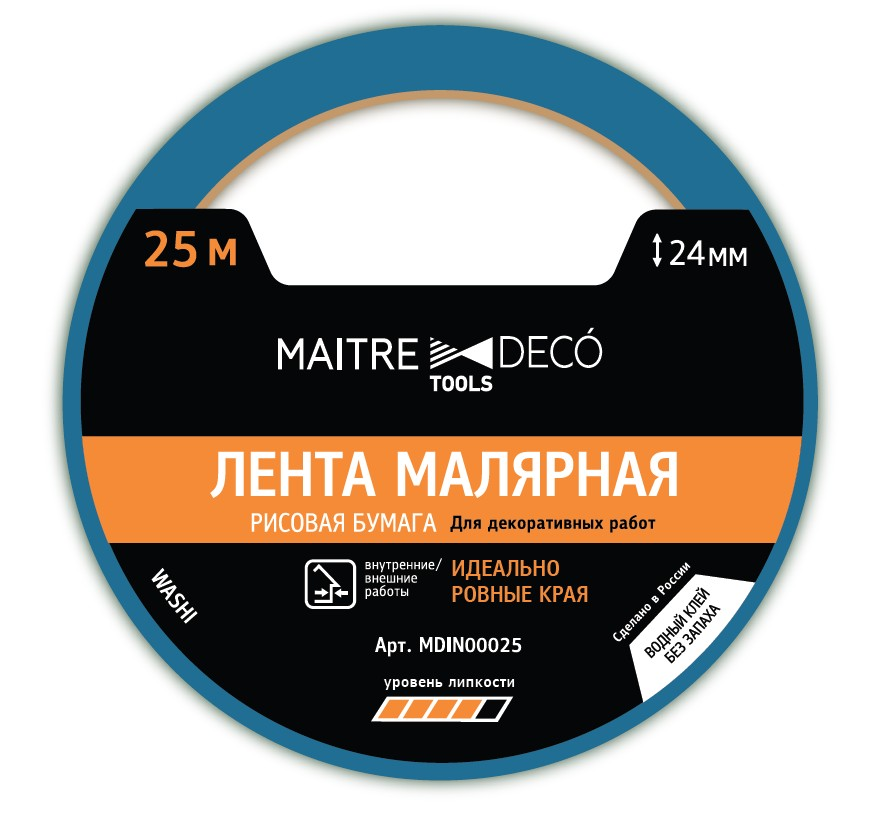 25 м
24 мм
MAITRE DECÓ
TOOLS
ЛЕНТА МАЛЯРНАЯ
РИСОВАЯ БУМАГА Для декоративных работ
внутренние/
внешние
работы
ИДЕАЛЬНО
РОВНЫЕ КРАЯ
WASHI
Сделано в России
ВОДНЫЙ КЛЕЙ
БЕЗ ЗАПАХА
Арт. MDIN00025
уровень липкости